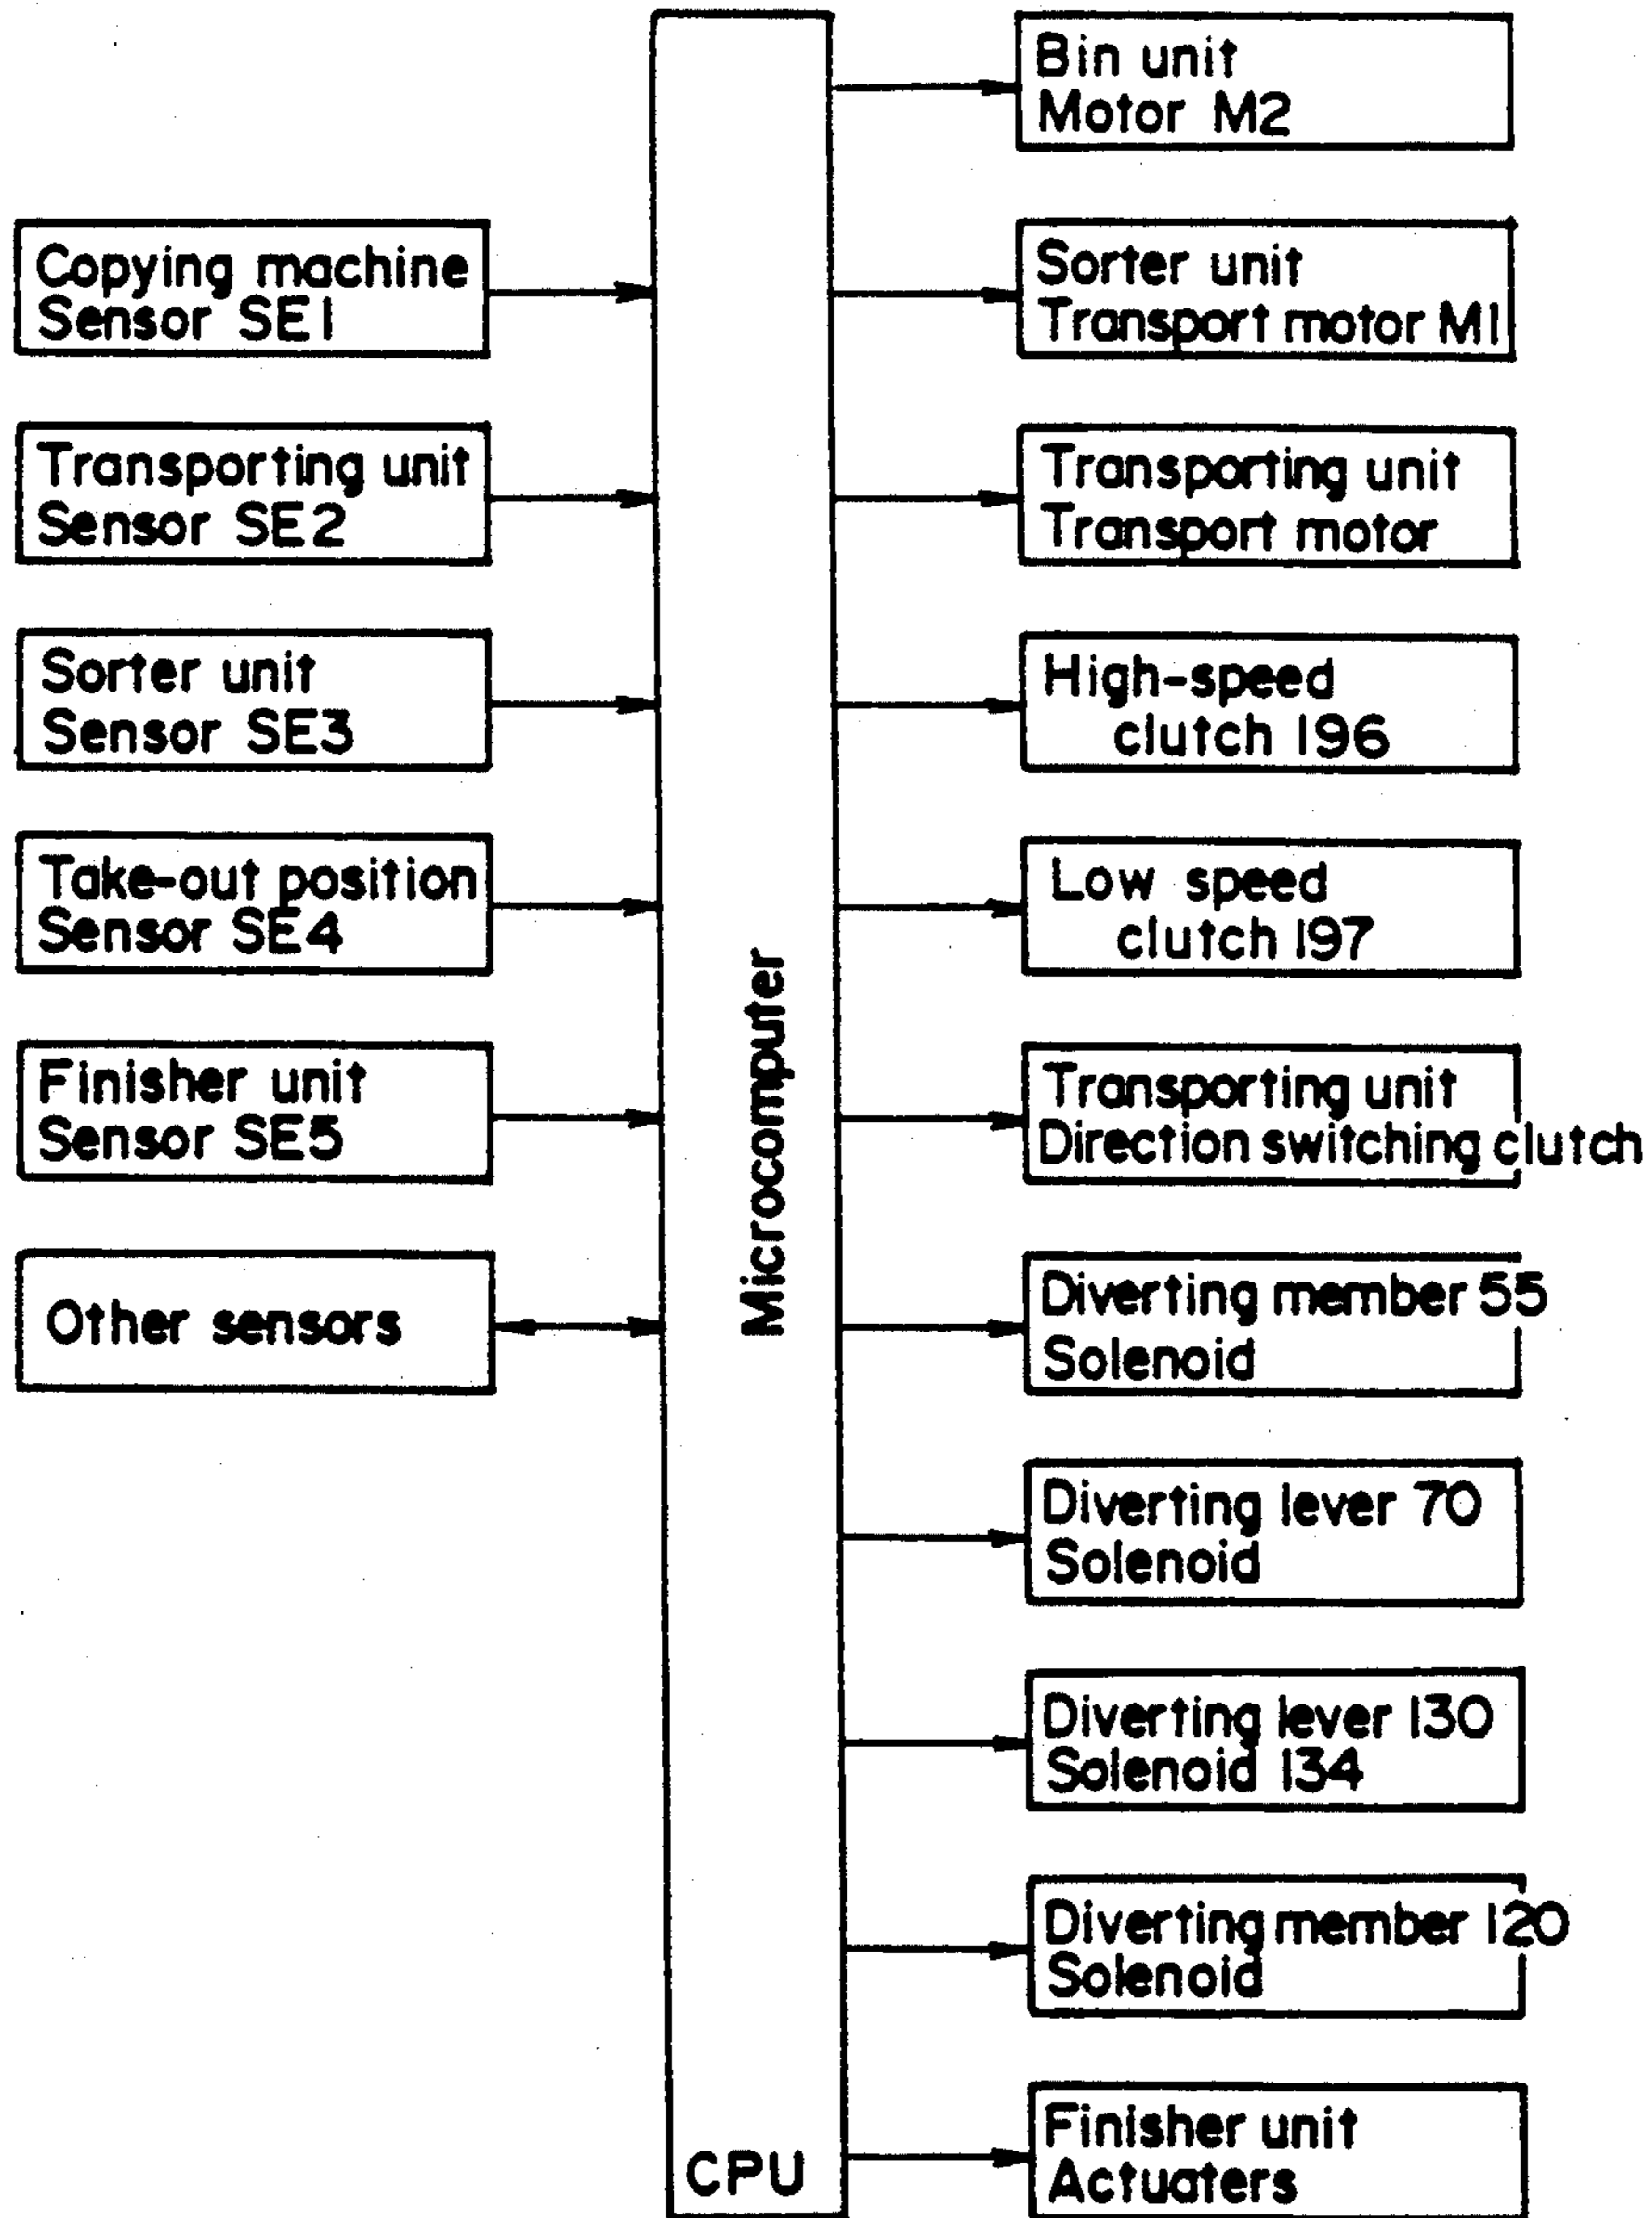 Copying machine
Sensor SE1
Transporting unit
Sensor SE2
Sorter unit
Sensor SE3
Take-out position
Sensor SE4
Finisher unit
Sensor SE5
Other sensors
Microcomputer
CPU
Bin unit
Motor M2
Sorter unit
Transport motor M1
Transporting unit
Transport motor
High-speed
clutch 196
Low speed
clutch 197
Transporting unit
Direction switching clutch
Diverting member 55
Solenoid
Diverting lever 70
Solenoid
Diverting lever 130
Solenoid 134
Diverting member 120
Solenoid
Finisher unit
Actuaters